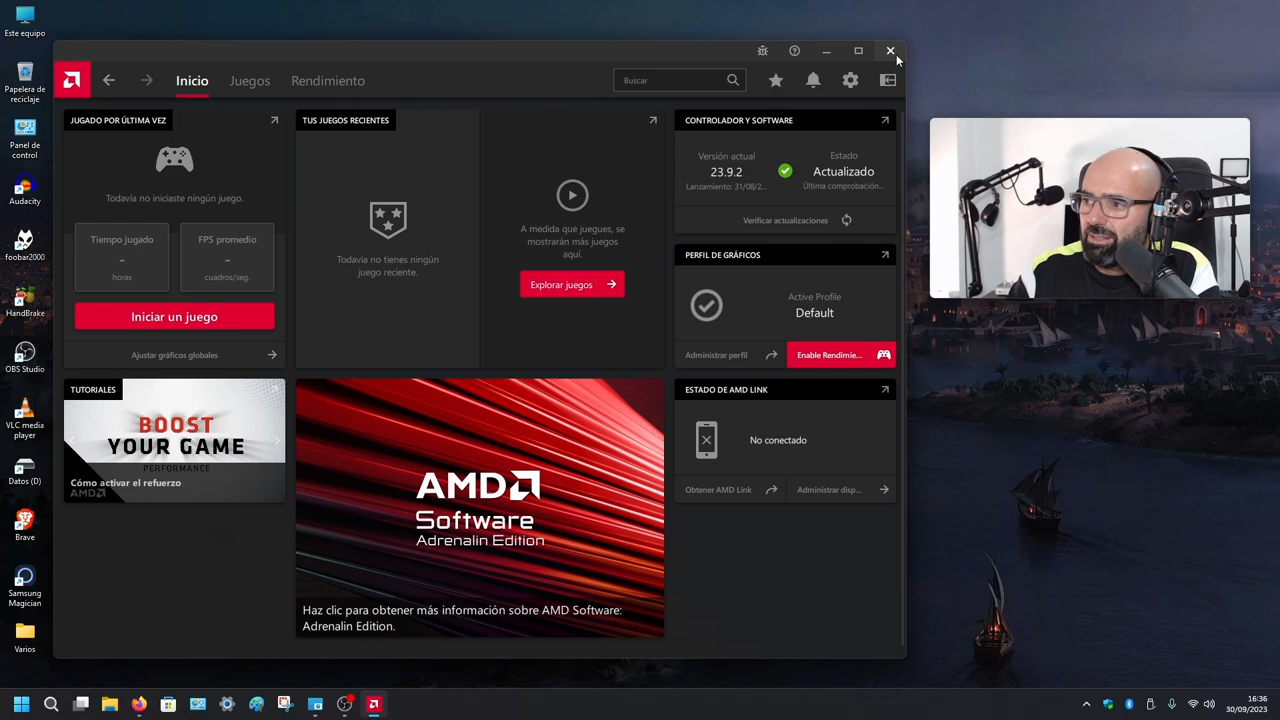 Este equipo
Papelera de
reciclaje
Panel de
control
Audacity
foobar2000
HandBrake
OBS Studio
VLC media
player
Datos (D)
Brave
Samsung
Magician
Varios
Inicio
Juegos
Rendimiento
Buscar
JUGADO POR ÚLTIMA VEZ
Todavía no iniciaste ningún juego.
Tiempo jugado
–
horas
FPS promedio
–
cuadros/seg.
Iniciar un juego
Ajustar gráficos globales
TUS JUEGOS RECIENTES
Todavía no tienes ningún
juego reciente.
A medida que juegues, se
mostrarán más juegos
aquí.
Explorar juegos
CONTROLADOR Y SOFTWARE
Versión actual
23.9.2
Lanzamiento: 31/08/2...
Estado
Actualizado
Última comprobación...
Verificar actualizaciones
PERFIL DE GRÁFICOS
Active Profile
Default
Administrar perfil
Enable Rendimie...
TUTORIALES
BOOST
YOUR GAME
PERFORMANCE
Cómo activar el refuerzo
AMD
AMD
Software
Adrenalin Edition
Haz clic para obtener más información sobre AMD Software:
Adrenalin Edition.
ESTADO DE AMD LINK
No conectado
Obtener AMD Link
Administrar disp...
16:36
30/09/2023